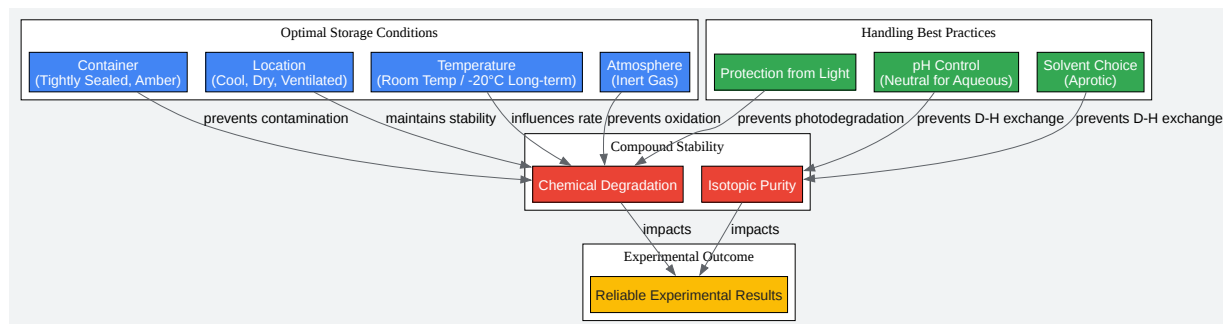 Optimal Storage Conditions
Handling Best Practices
Container
(Tightly Sealed, Amber)
Location
(Cool, Dry, Ventilated)
Temperature
(Room Temp / -20°C Long-term)
Atmosphere
(Inert Gas)
Protection from Light
pH Control
(Neutral for Aqueous)
Solvent Choice
(Aprotic)
prevents contamination
maintains stability
influences rate
prevents oxidation
prevents photodegradation
prevents D-H exchange
prevents D-H exchange
Compound Stability
Chemical Degradation
Isotopic Purity
impacts
impacts
Experimental Outcome
Reliable Experimental Results